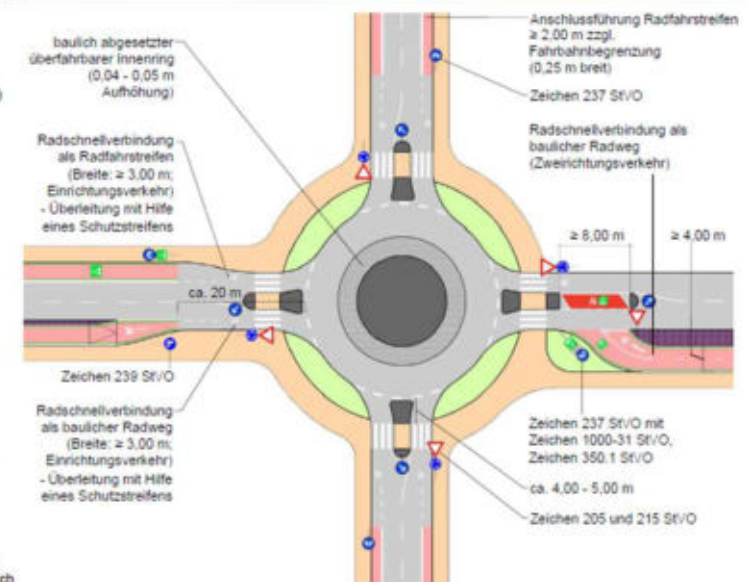 baulich abgesetzter
überfahrbarer Innenring
(0,04 - 0,05 m
Aufhöhung)
Radschnellverbindung
als Radfahrstreifen
(Breite: ≥ 3,00 m;
Einrichtungsverkehr)
- Überleitung mit Hilfe
eines Schutzstreifens
ca. 20 m
Zeichen 239 StVO
Radschnellverbindung
als baulicher Radweg
(Breite: ≥ 3,00 m;
Einrichtungsverkehr)
- Überleitung mit Hilfe
eines Schutzstreifens
Anschlussführung Radfahrstreifen
≥ 2,00 m zzgl.
Fahrbahnbegrenzung
(0,25 m breit)
Zeichen 237 StVO
Radschnellverbindung als
baulicher Radweg
(Zweirichtungsverkehr)
≥ 8,00 m
≥ 4,00 m
Zeichen 237 StVO mit
Zeichen 1000-31 StVO,
Zeichen 350.1 StVO
ca. 4,00 - 5,00 m
Zeichen 205 und 215 StVO
)
ch